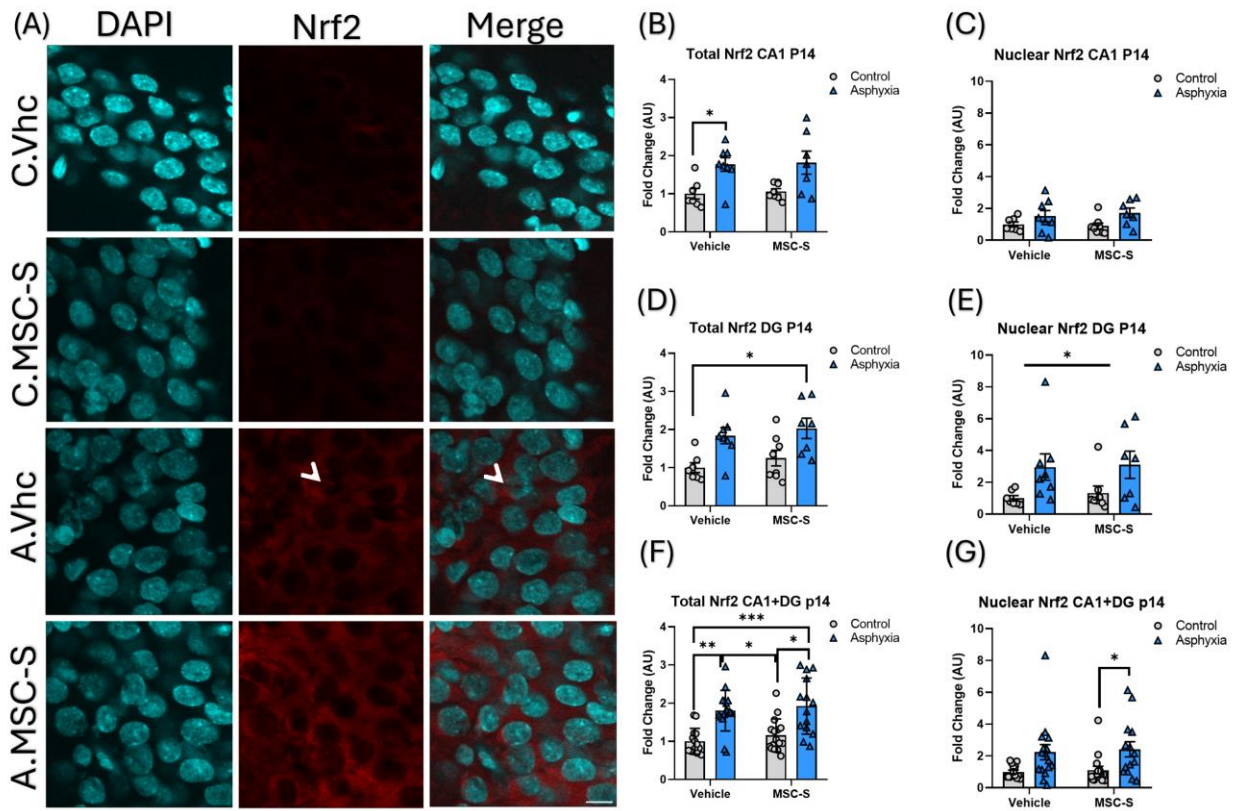 (A)
DAPI Nrf2 Merge
C.Vhc
C.MSC-S
A.Vhc
A.MSC-S
(B)
Total Nrf2 CA1 P14
Control
Asphyxia
Fold Change (AU)
4
3
2
1
0
*
Vehicle MSC-S
(C)
Nuclear Nrf2 CA1 P14
Control
Asphyxia
Fold Change (AU)
10
8
6
4
2
0
Vehicle MSC-S
(D)
Total Nrf2 DG P14
Control
Asphyxia
Fold Change (AU)
4
3
2
1
0
*
Vehicle MSC-S
(E)
Nuclear Nrf2 DG P14
Control
Asphyxia
Fold Change (AU)
10
8
6
4
2
0
*
Vehicle MSC-S
(F)
Total Nrf2 CA1+DG p14
Control
Asphyxia
Fold Change (AU)
4
3
2
1
0
***
** * *
Vehicle MSC-S
(G)
Nuclear Nrf2 CA1+DG p14
Control
Asphyxia
Fold Change (AU)
10
8
6
4
2
0
*
Vehicle MSC-S